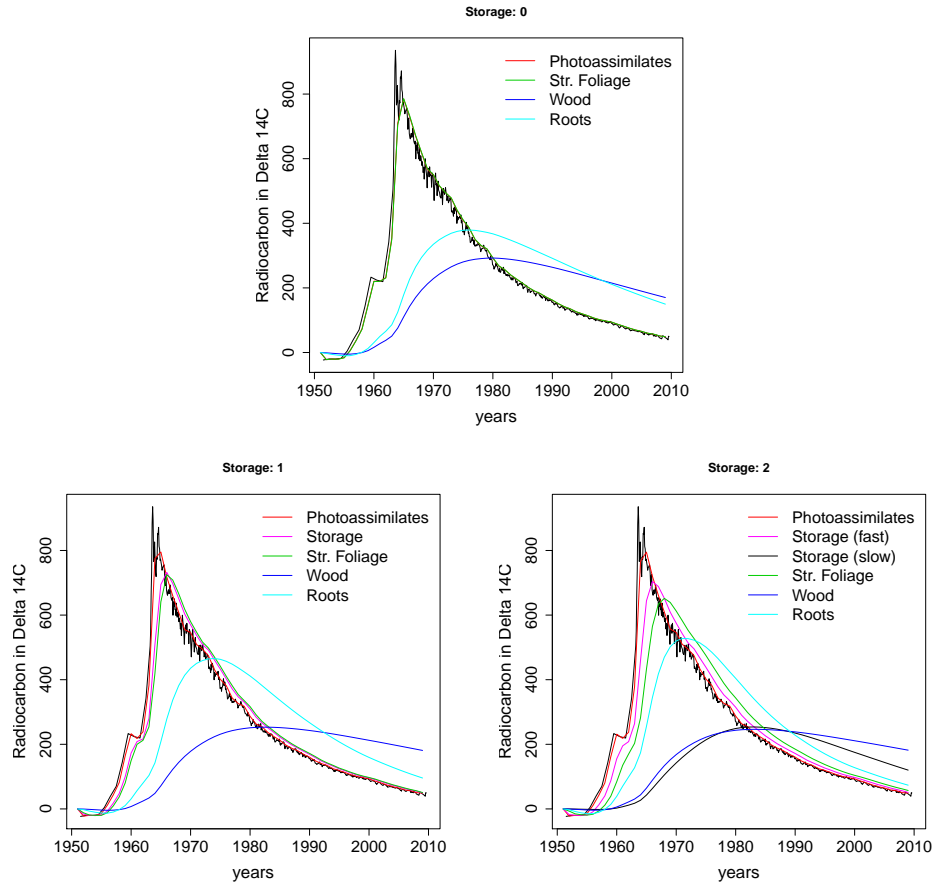 Storage: 0
Radiocarbon in Delta 14C
800
600
400
200
0
Photoassimilates
Str. Foliage
Wood
Roots
1950 1960 1970 1980 1990 2000 2010
years
Storage: 1
Radiocarbon in Delta 14C
800
600
400
200
0
Photoassimilates
Storage
Str. Foliage
Wood
Roots
1950 1960 1970 1980 1990 2000 2010
years
Storage: 2
Radiocarbon in Delta 14C
800
600
400
200
0
Photoassimilates
Storage (fast)
Storage (slow)
Str. Foliage
Wood
Roots
1950 1960 1970 1980 1990 2000 2010
years